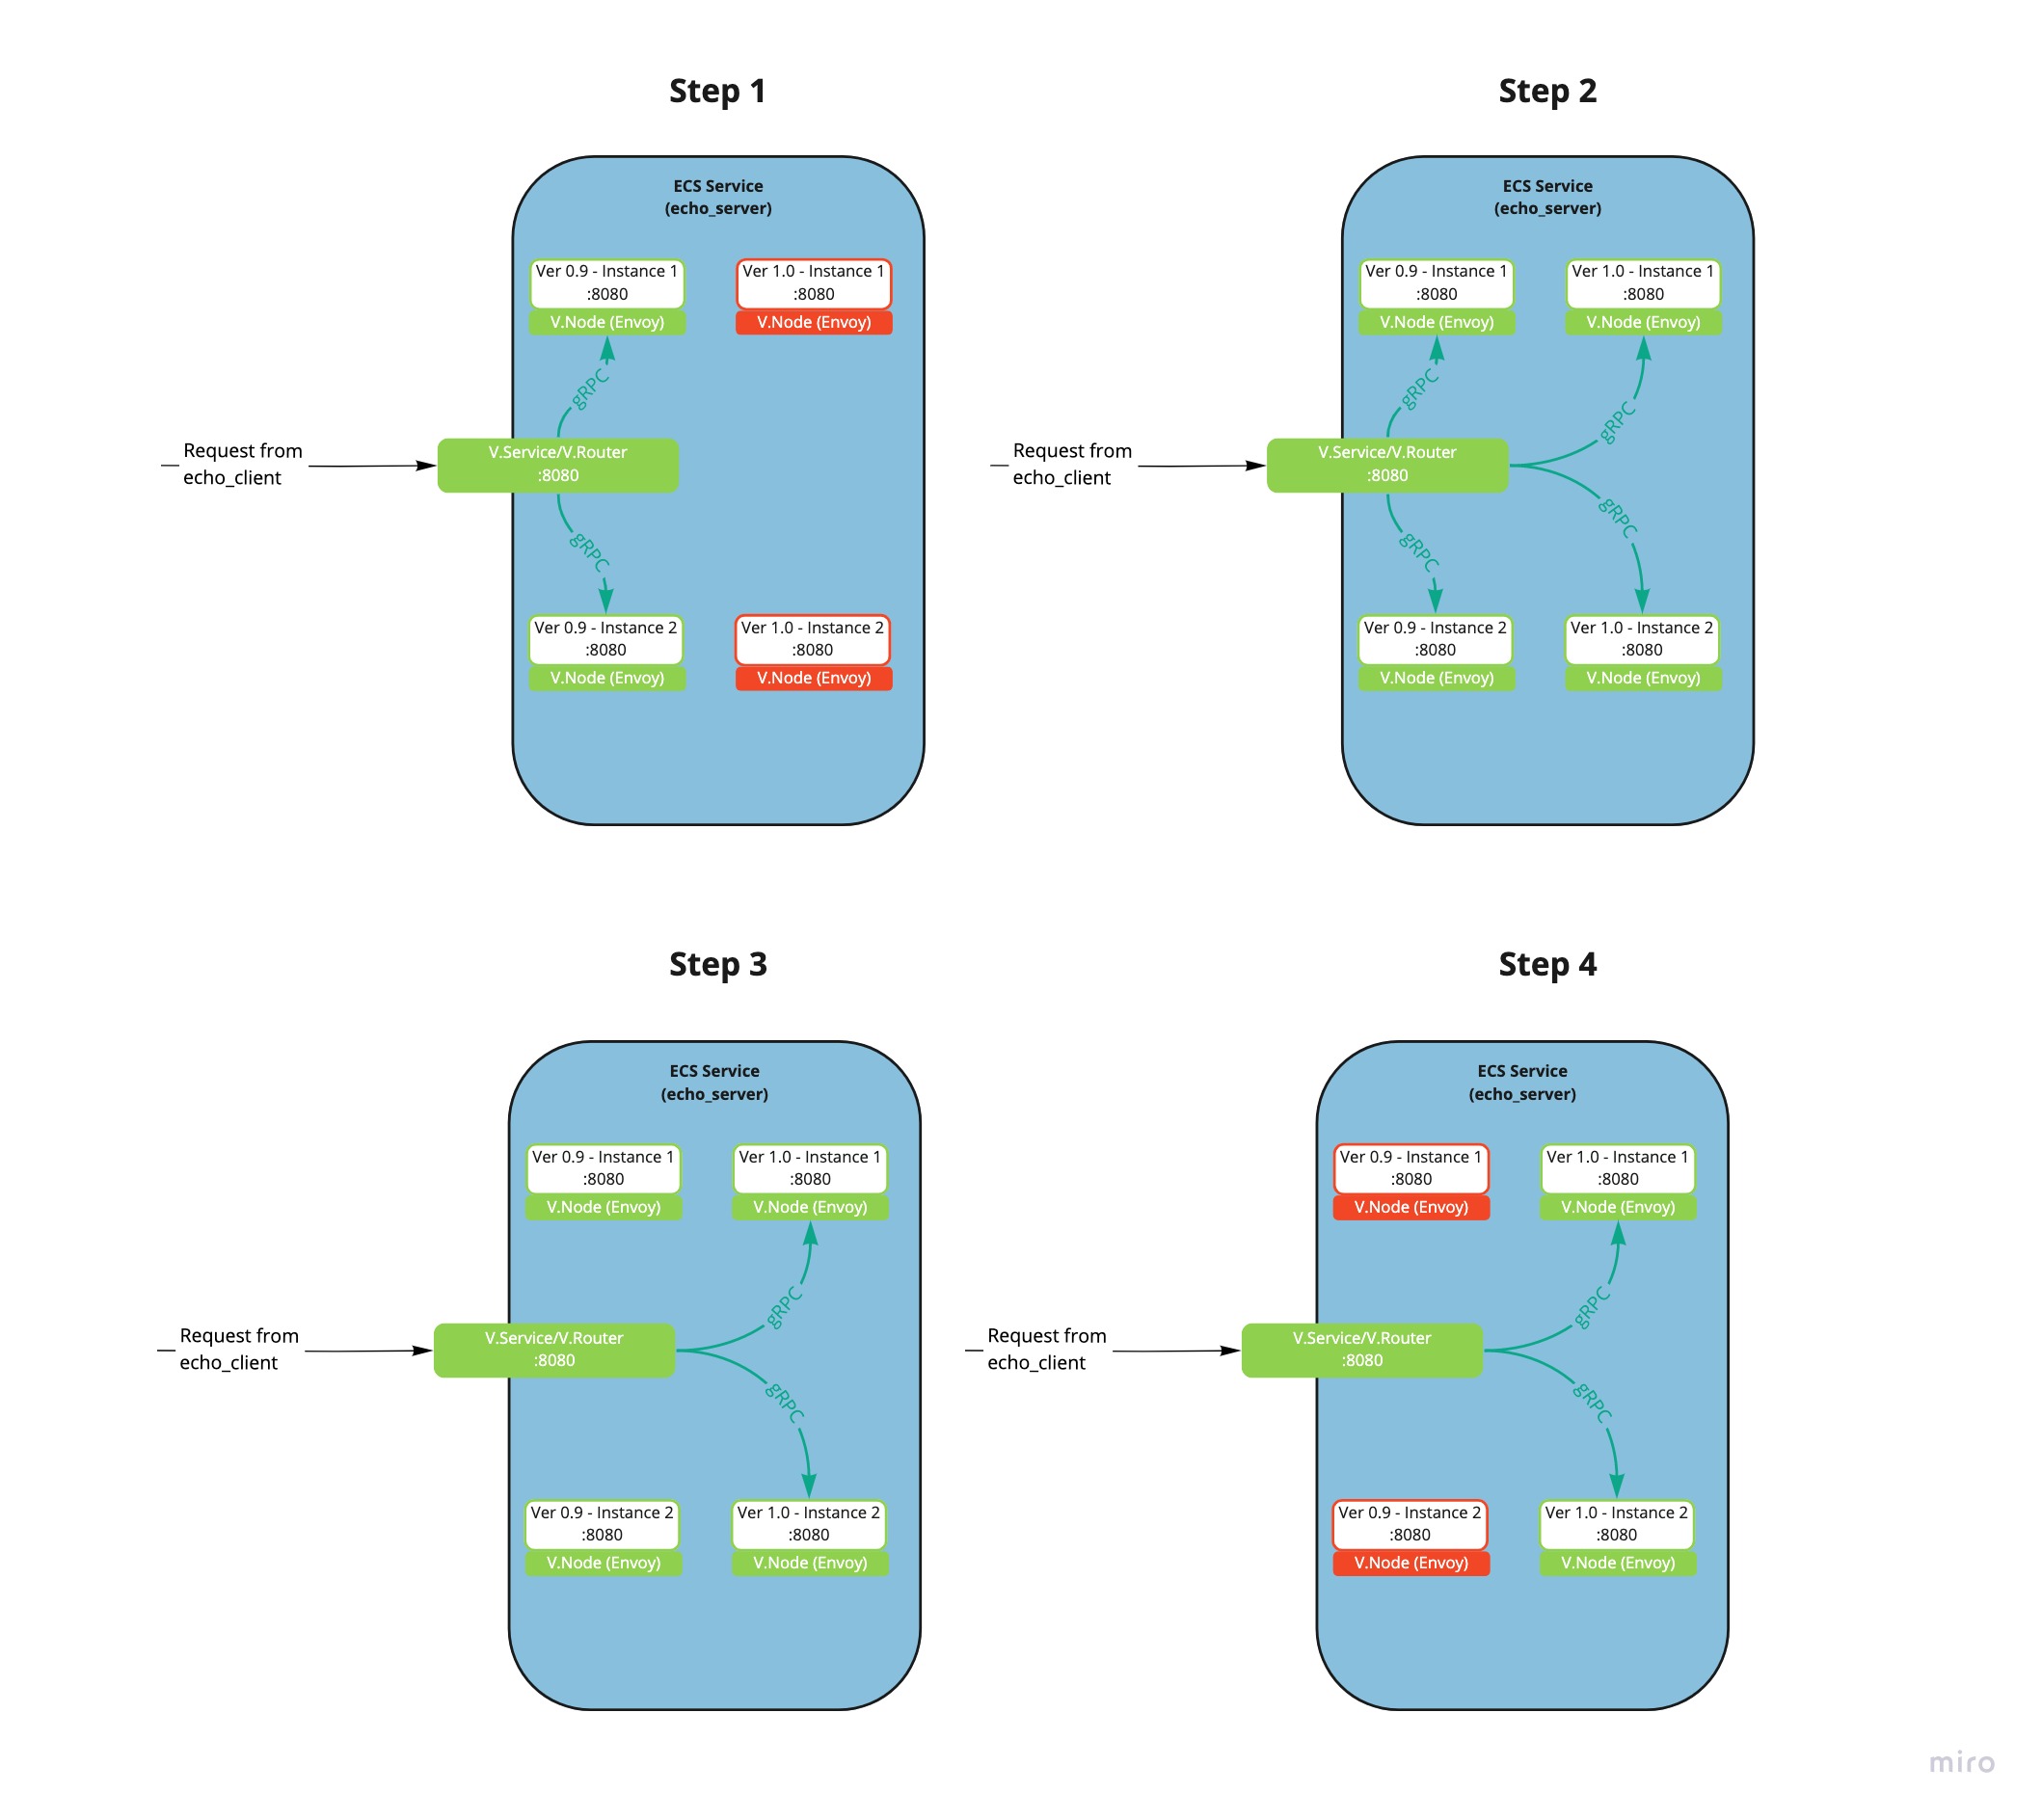 Step 1
ECS Service
(echo_server)
Ver 0.9 - Instance 1
:8080
V.Node (Envoy)
Ver 1.0 - Instance 1
:8080
V.Node (Envoy)
gRPC
Request from
echo_client
V.Service/V.Router
:8080
gRPC
Ver 0.9 - Instance 2
:8080
V.Node (Envoy)
Ver 1.0 - Instance 2
:8080
V.Node (Envoy)
Step 2
ECS Service
(echo_server)
Ver 0.9 - Instance 1
:8080
V.Node (Envoy)
Ver 1.0 - Instance 1
:8080
V.Node (Envoy)
gRPC
gRPC
Request from
echo_client
V.Service/V.Router
:8080
gRPC
gRPC
Ver 0.9 - Instance 2
:8080
V.Node (Envoy)
Ver 1.0 - Instance 2
:8080
V.Node (Envoy)
Step 3
ECS Service
(echo_server)
Ver 0.9 - Instance 1
:8080
V.Node (Envoy)
Ver 1.0 - Instance 1
:8080
V.Node (Envoy)
gRPC
Request from
echo_client
V.Service/V.Router
:8080
gRPC
Ver 0.9 - Instance 2
:8080
V.Node (Envoy)
Ver 1.0 - Instance 2
:8080
V.Node (Envoy)
Step 4
ECS Service
(echo_server)
Ver 0.9 - Instance 1
:8080
V.Node (Envoy)
Ver 1.0 - Instance 1
:8080
V.Node (Envoy)
gRPC
Request from
echo_client
V.Service/V.Router
:8080
gRPC
Ver 0.9 - Instance 2
:8080
V.Node (Envoy)
Ver 1.0 - Instance 2
:8080
V.Node (Envoy)
miro